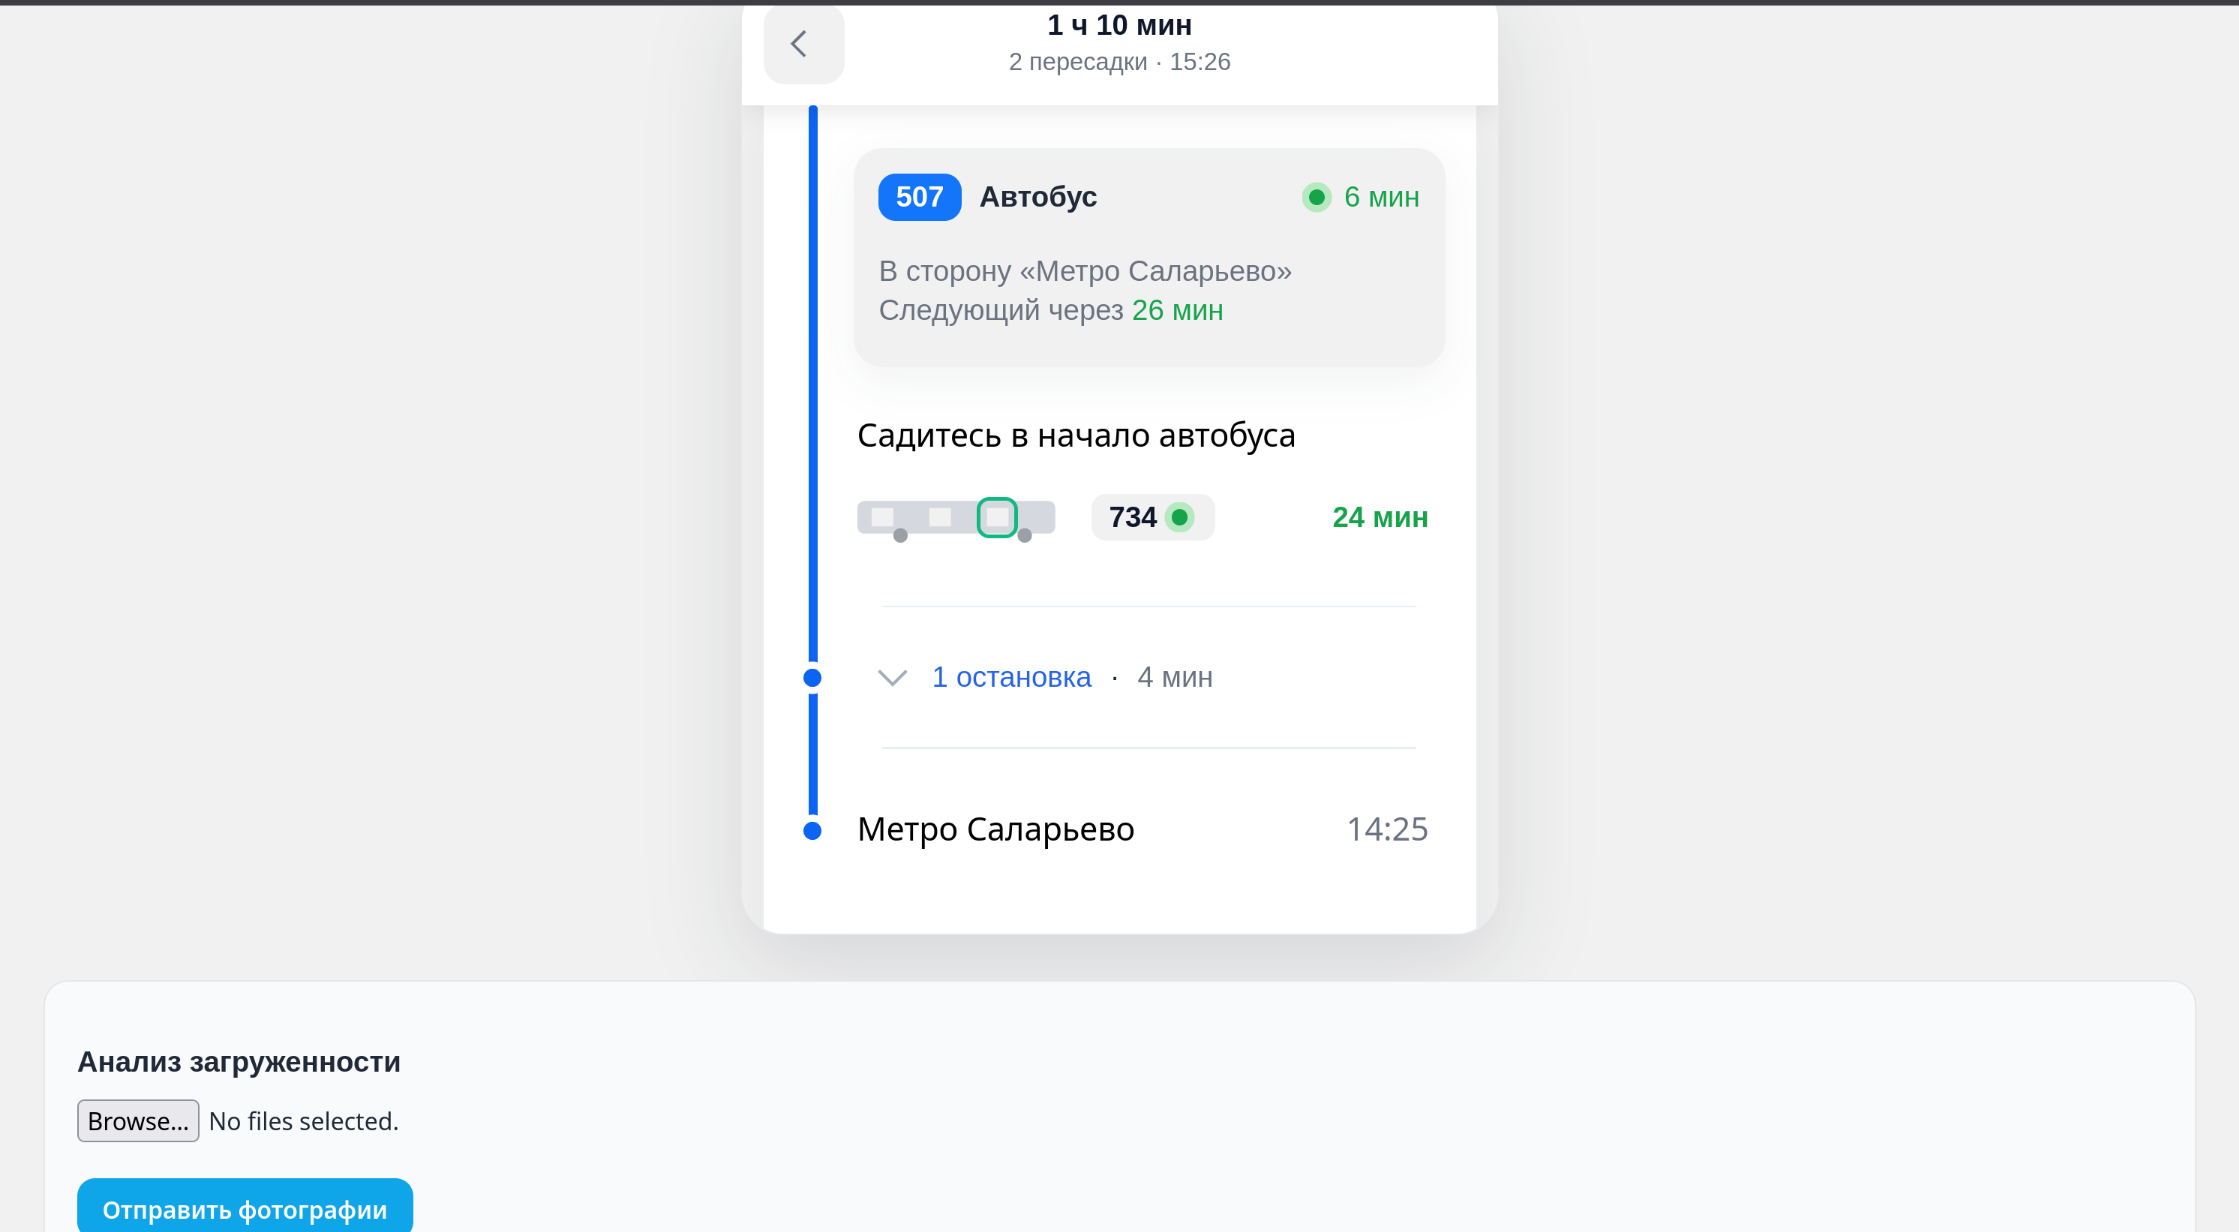 1 ч 10 мин
2 пересадки · 15:26
507 Автобус 6 мин
В сторону «Метро Саларьево»
Следующий через 26 мин
Садитесь в начало автобуса
734 24 мин
1 остановка · 4 мин
Метро Саларьево 14:25
Анализ загруженности
Browse... No files selected.
Отправить фотографии